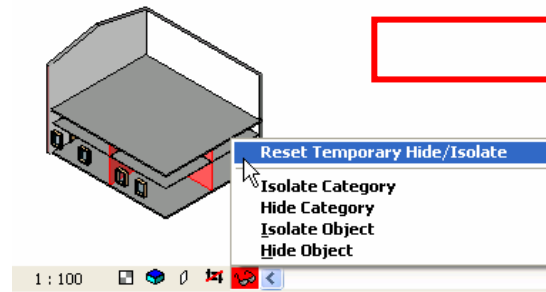 Reset Temporary Hide/Isolate
Isolate Category
Hide Category
Isolate Object
Hide Object
1 : 100